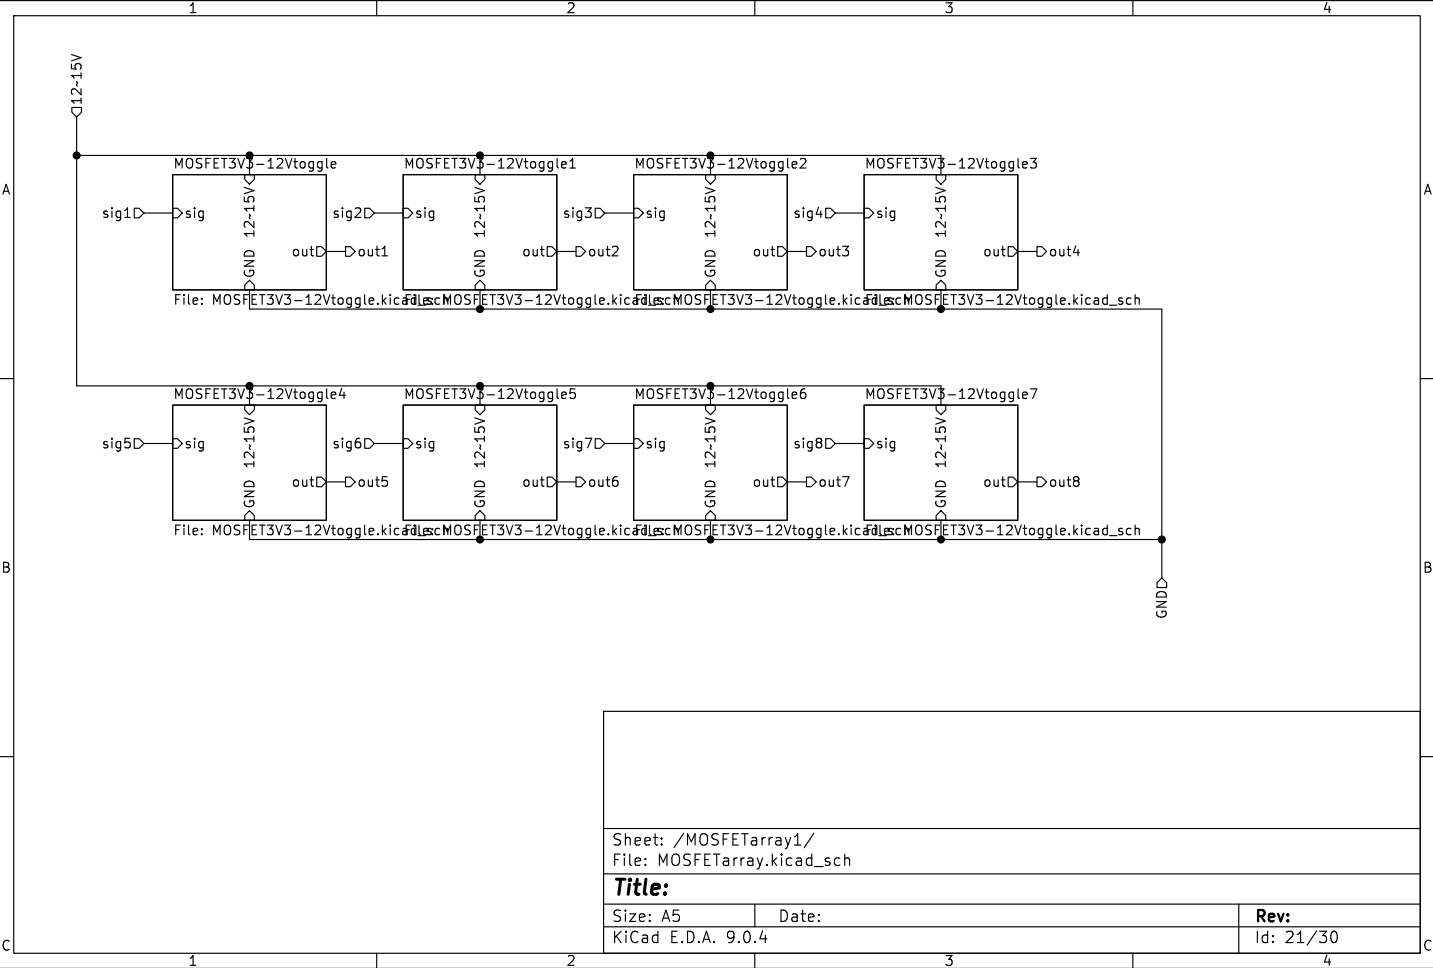 1 2 3 4
12-15V
MOSFET3V3-12Vtoggle MOSFET3V3-12Vtoggle1 MOSFET3V3-12Vtoggle2 MOSFET3V3-12Vtoggle3
A A
sig1 sig 12-15V sig2 sig 12-15V sig3 sig 12-15V sig4 sig 12-15V
GND out out1 GND out out2 GND out out3 GND out out4
File: MOSFET3V3-12Vtoggle.kicad_sch File: MOSFET3V3-12Vtoggle.kicad_sch File: MOSFET3V3-12Vtoggle.kicad_sch File: MOSFET3V3-12Vtoggle.kicad_sch
MOSFET3V3-12Vtoggle4 MOSFET3V3-12Vtoggle5 MOSFET3V3-12Vtoggle6 MOSFET3V3-12Vtoggle7
sig5 sig 12-15V sig6 sig 12-15V sig7 sig 12-15V sig8 sig 12-15V
GND out out5 GND out out6 GND out out7 GND out out8
File: MOSFET3V3-12Vtoggle.kicad_sch File: MOSFET3V3-12Vtoggle.kicad_sch File: MOSFET3V3-12Vtoggle.kicad_sch File: MOSFET3V3-12Vtoggle.kicad_sch
B B
GND
Sheet: /MOSFETarray1/
File: MOSFETarray.kicad_sch
Title:
Size: A5 Date: Rev:
KiCad E.D.A. 9.0.4 Id: 21/30
C C
1 2 3 4